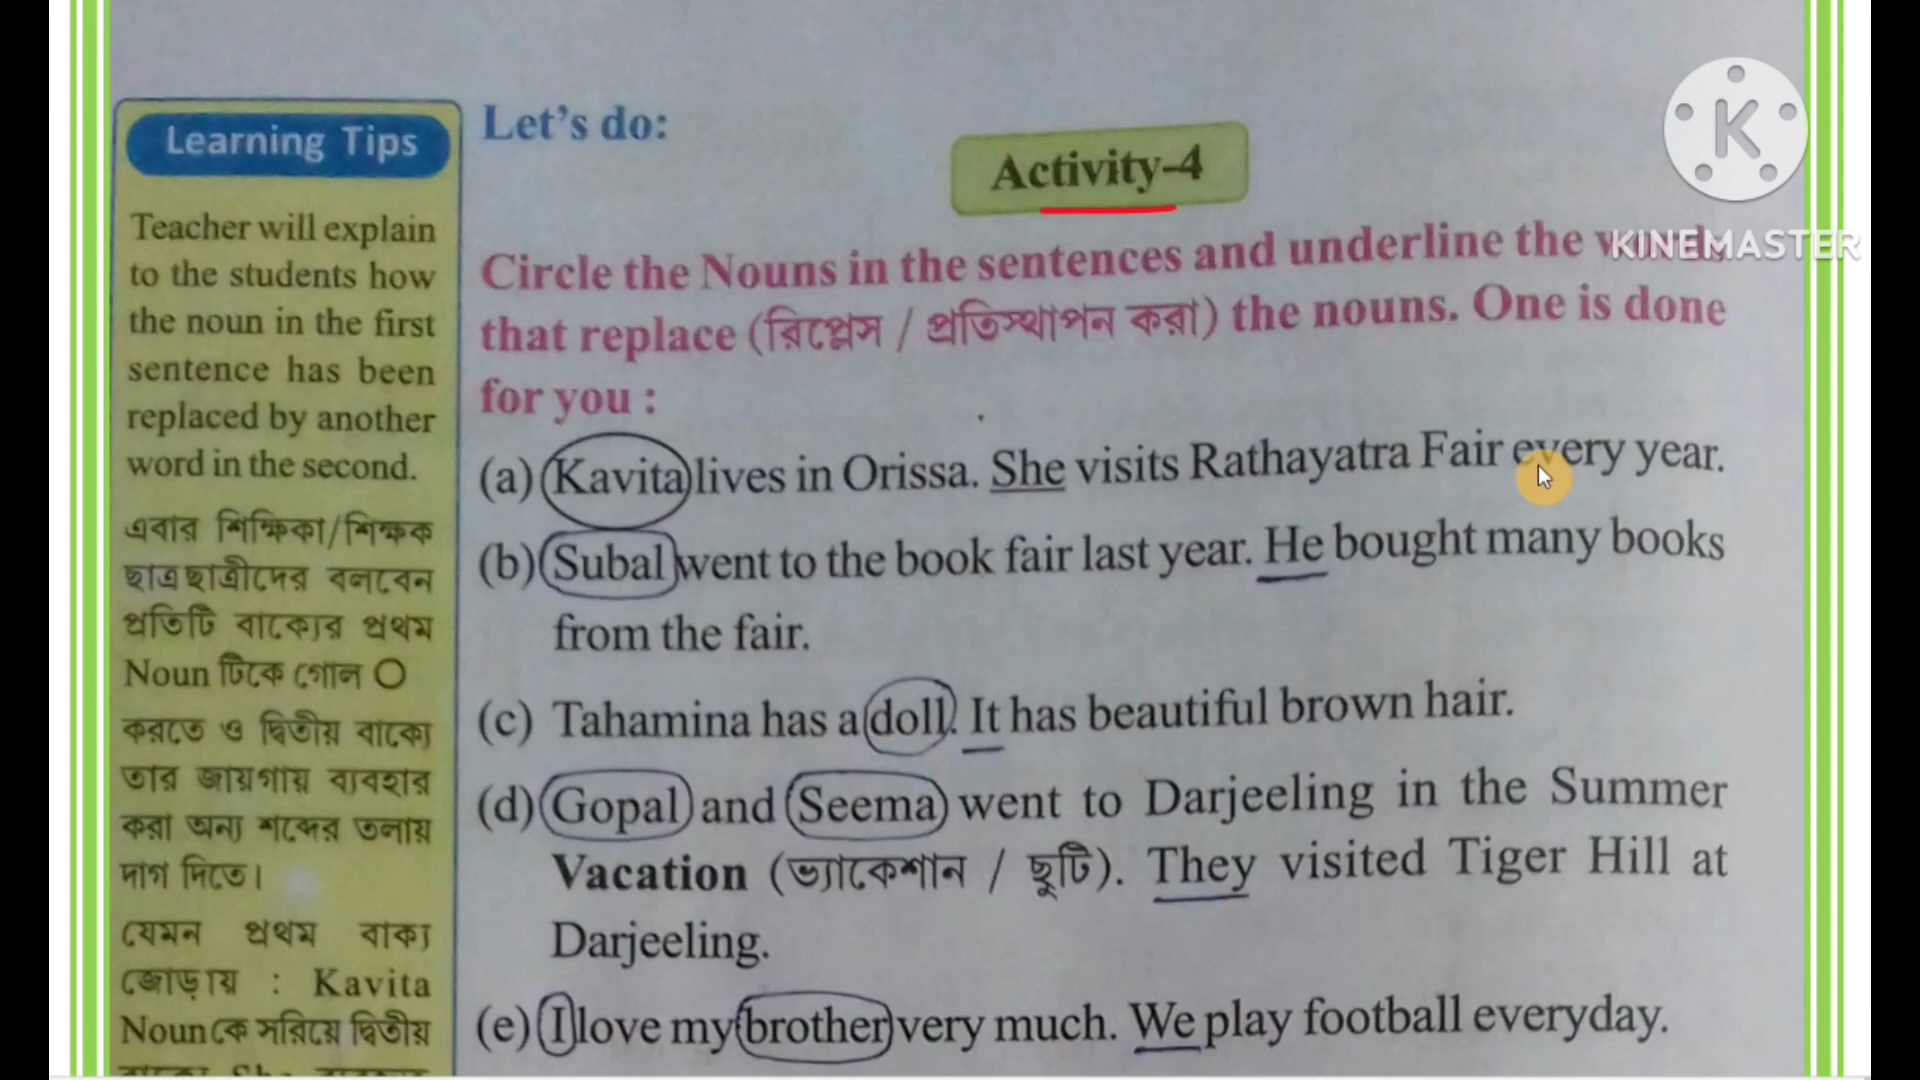 Learning Tips
Teacher will explain
to the students how
the noun in the first
sentence has been
replaced by another
word in the second.
এবার শিক্ষিকা/শিক্ষক
ছাত্রছাত্রীদের বলবেন
প্রতিটি বাক্যের প্রথম
Noun টিকে গোল O
করতে ও দ্বিতীয় বাক্যে
তার জায়গায় ব্যবহার
করা অন্য শব্দের তলায়
দাগ দিতে।
যেমন প্রথম বাক্য
জোড়ায় : Kavita
Nounকে সরিয়ে দ্বিতীয়
Let's do:
Activity-4
Circle the Nouns in the sentences and underline the words
that replace (রিপ্লেস / প্রতিস্থাপন করা) the nouns. One is done
for you :
(a) Kavita lives in Orissa. She visits Rathayatra Fair every year.
(b) Subal went to the book fair last year. He bought many books
from the fair.
(c) Tahamina has a doll. It has beautiful brown hair.
(d) Gopal and Seema went to Darjeeling in the Summer
Vacation (ভ্যাকেশান / ছুটি). They visited Tiger Hill at
Darjeeling.
(e) I love my brother very much. We play football everyday.
K
KINEMASTER